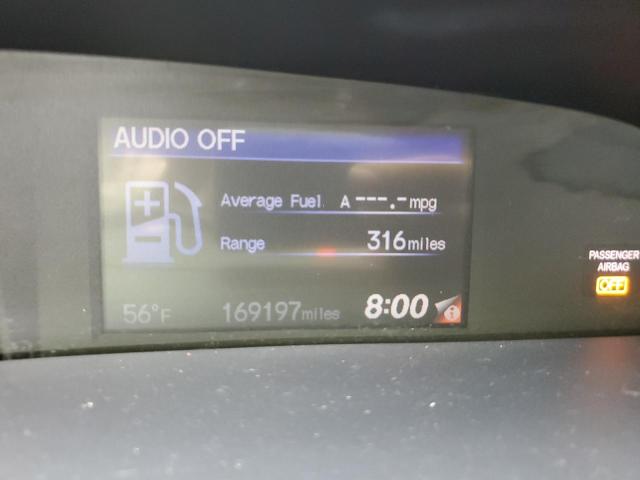 AUDIO OFF
Average Fuel A ---.- mpg
Range 316 miles
56°F 169197 miles 8:00 i
PASSENGER
AIRBAG
OFF